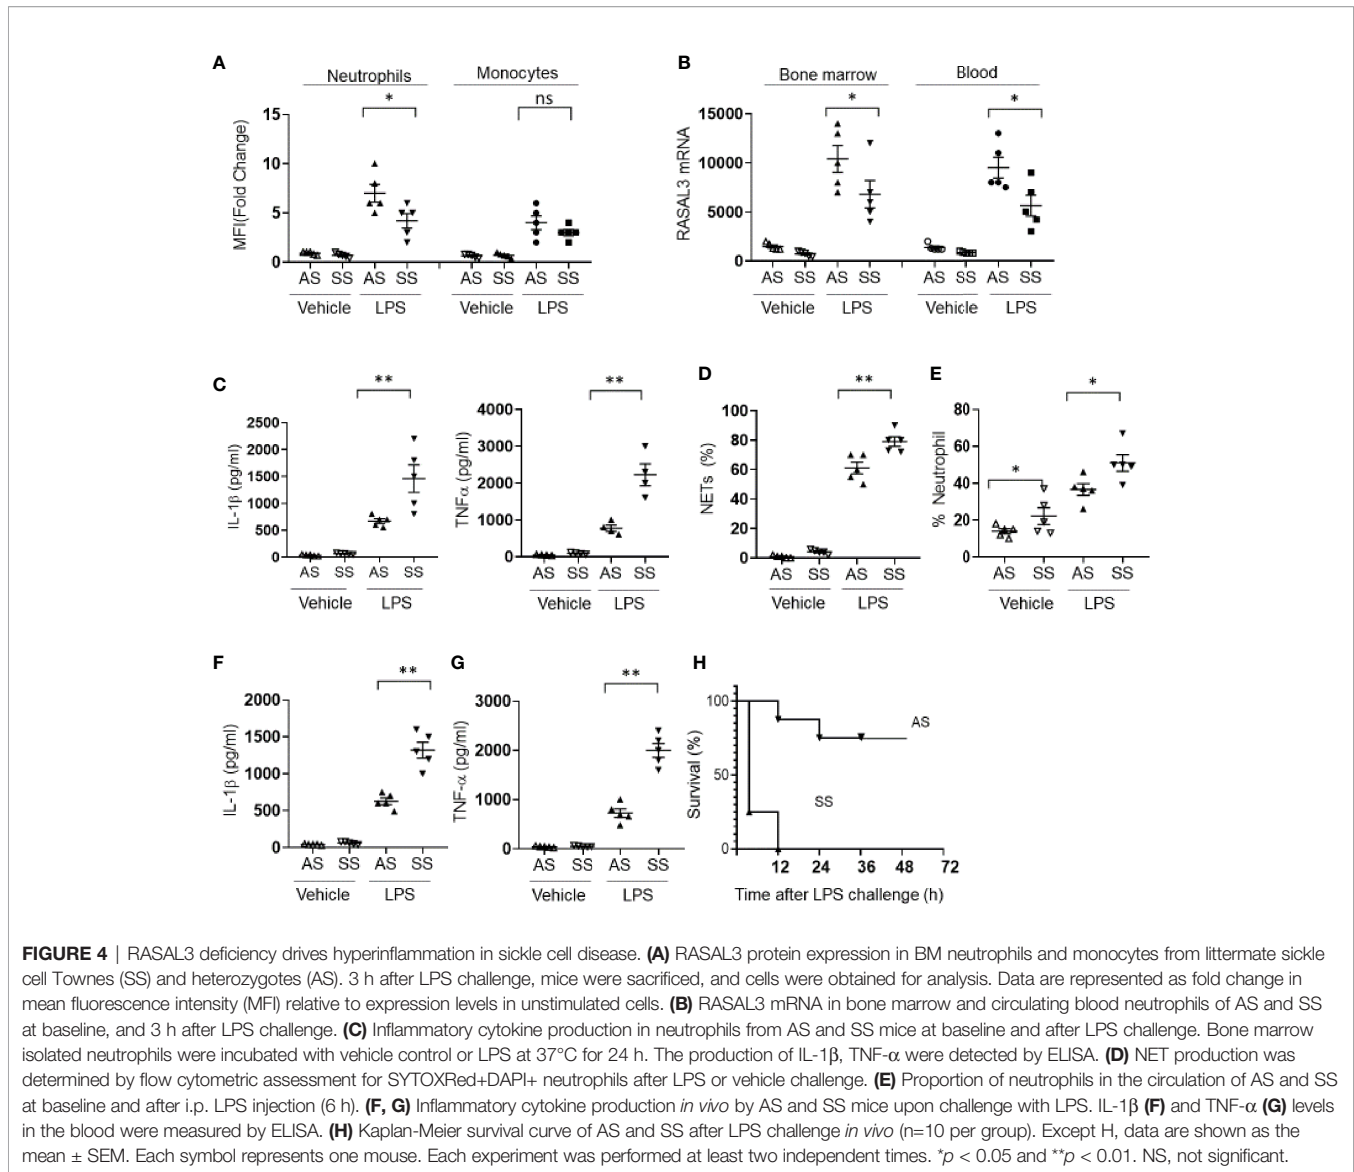 A
Neutrophils
Monocytes
*
ns
MFI(Fold Change)
15
10
5
0
AS SS AS SS AS SS AS SS
Vehicle LPS Vehicle LPS
B
Bone marrow
Blood
*
*
RASAL3 mRNA
15000
10000
5000
0
AS SS AS SS AS SS AS SS
Vehicle LPS Vehicle LPS
C
**
IL-1β (pg/ml)
2500
2000
1500
1000
500
0
AS SS AS SS
Vehicle LPS
**
TNFα (pg/ml)
4000
3000
2000
1000
0
AS SS AS SS
Vehicle LPS
D
**
NETs (%)
100
80
60
40
20
0
AS SS AS SS
Vehicle LPS
E
*
*
% Neutrophil
80
60
40
20
0
AS SS AS SS
Vehicle LPS
F
**
IL-1β (pg/ml)
2000
1500
1000
500
0
AS SS AS SS
Vehicle LPS
G
**
TNF-α (pg/ml)
3000
2000
1000
0
AS SS AS SS
Vehicle LPS
H
Survival (%)
100
50
0
AS
SS
12 24 36 48 72
Time after LPS challenge (h)
FIGURE 4 | RASAL3 deficiency drives hyperinflammation in sickle cell disease. (A) RASAL3 protein expression in BM neutrophils and monocytes from littermate sickle
cell Townes (SS) and heterozygotes (AS). 3 h after LPS challenge, mice were sacrificed, and cells were obtained for analysis. Data are represented as fold change in
mean fluorescence intensity (MFI) relative to expression levels in unstimulated cells. (B) RASAL3 mRNA in bone marrow and circulating blood neutrophils of AS and SS
at baseline, and 3 h after LPS challenge. (C) Inflammatory cytokine production in neutrophils from AS and SS mice at baseline and after LPS challenge. Bone marrow
isolated neutrophils were incubated with vehicle control or LPS at 37°C for 24 h. The production of IL-1β, TNF-α were detected by ELISA. (D) NET production was
determined by flow cytometric assessment for SYTOXRed+DAPI+ neutrophils after LPS or vehicle challenge. (E) Proportion of neutrophils in the circulation of AS and SS
at baseline and after i.p. LPS injection (6 h). (F, G) Inflammatory cytokine production in vivo by AS and SS mice upon challenge with LPS. IL-1β (F) and TNF-α (G) levels
in the blood were measured by ELISA. (H) Kaplan-Meier survival curve of AS and SS after LPS challenge in vivo (n=10 per group). Except H, data are shown as the
mean ± SEM. Each symbol represents one mouse. Each experiment was performed at least two independent times. *p < 0.05 and **p < 0.01. NS, not significant.